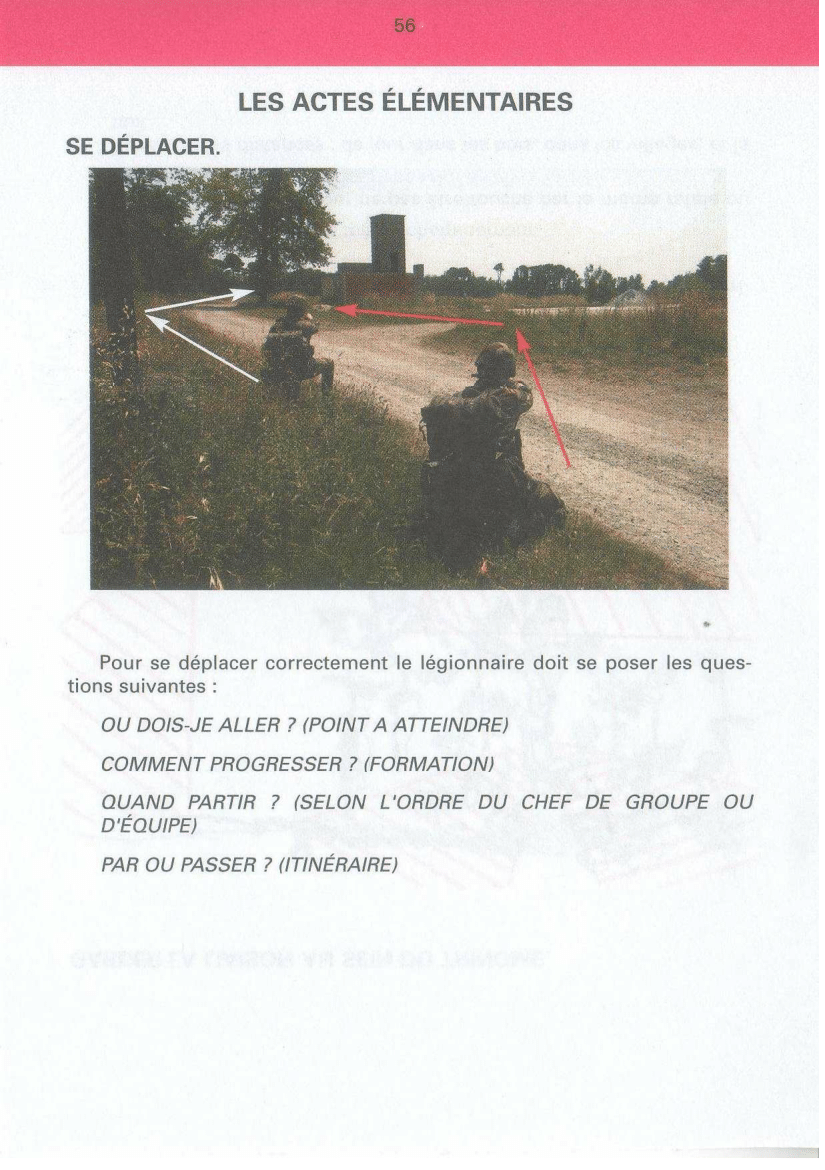 56
LES ACTES ÉLÉMENTAIRES
SE DÉPLACER.
Pour se déplacer correctement le légionnaire doit se poser les ques-
tions suivantes :
OU DOIS-JE ALLER ? (POINT A ATTEINDRE)
COMMENT PROGRESSER ? (FORMATION)
QUAND PARTIR ? (SELON L'ORDRE DU CHEF DE GROUPE OU
D'ÉQUIPE)
PAR OU PASSER ? (ITINÉRAIRE)